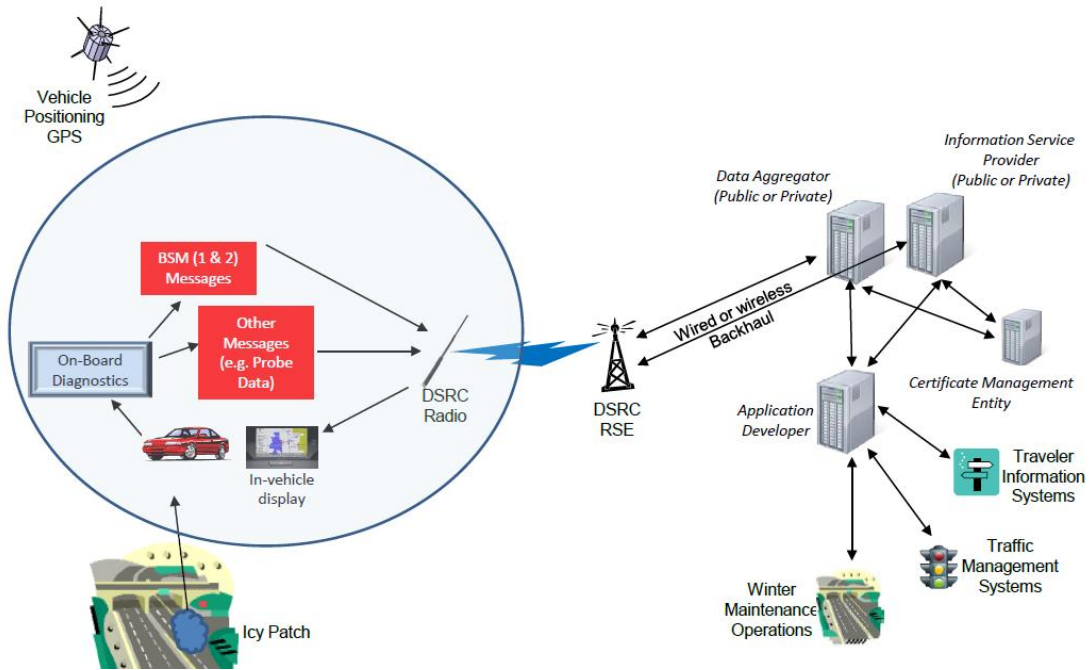 Vehicle
Positioning
GPS
BSM (1 & 2)
Messages
Other
Messages
(e.g. Probe
Data)
On-Board
Diagnostics
DSRC
Radio
In-vehicle
display
Icy Patch
DSRC
RSE
Wired or wireless
Backhaul
Data Aggregator
(Public or Private)
Information Service
Provider
(Public or Private)
Certificate Management
Entity
Application
Developer
Traveler
Information
Systems
Traffic
Management
Systems
Winter
Maintenance
Operations